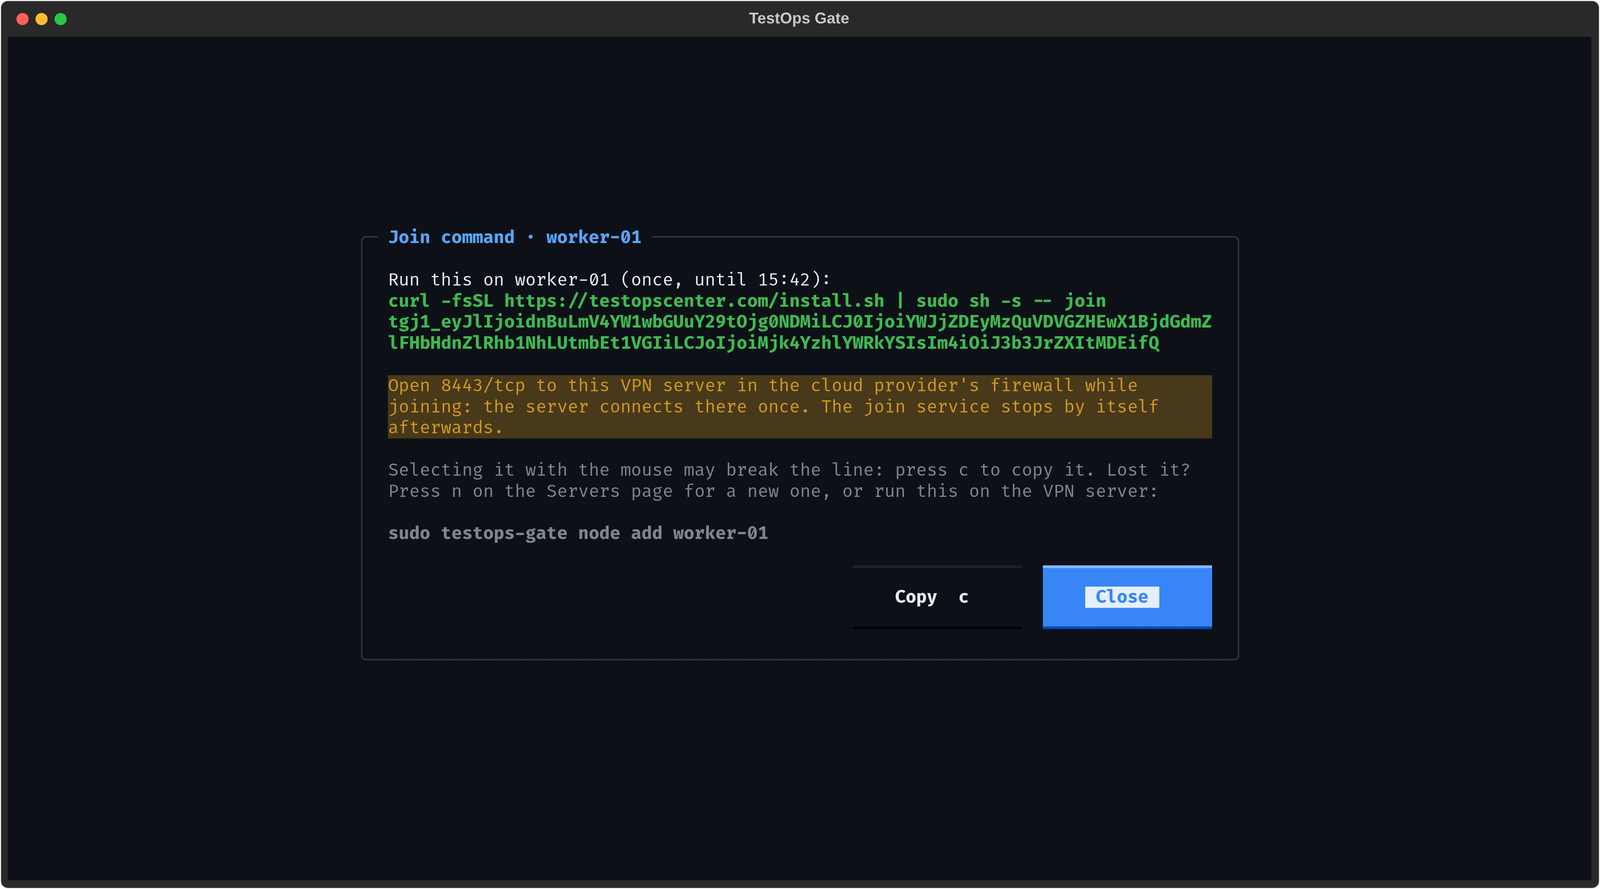 TestOps Gate
Join command · worker-01
Run this on worker-01 (once, until 15:42):
curl -fsSL https://testopscenter.com/install.sh | sudo sh -s -- join
tgj1_eyJlIjoidnBuLmV4YW1wbGUuY29tOjg0NDMiLCJ0IjoiYWJjZDEyMzQuVDVGZHEwX1BjdGdmZ
lFHbHdnZlRhb1NhLUtmbEt1VGIiLCJoIjoiMjk4YzhlYWRkYSIsIm4iOiJ3b3JrZXItMDEifQ
Open 8443/tcp to this VPN server in the cloud provider's firewall while
joining: the server connects there once. The join service stops by itself
afterwards.
Selecting it with the mouse may break the line: press c to copy it. Lost it?
Press n on the Servers page for a new one, or run this on the VPN server:
sudo testops-gate node add worker-01
Copy c
Close